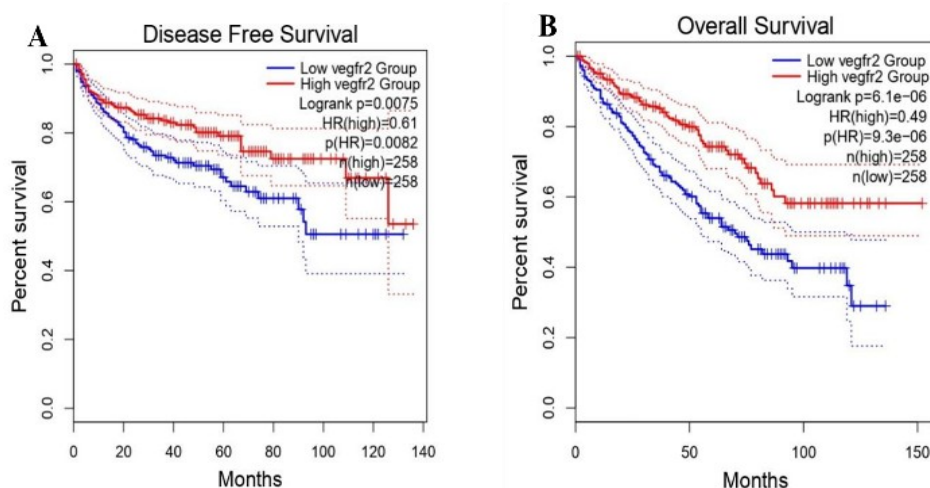 A
Disease Free Survival
Low vegfr2 Group
High vegfr2 Group
Logrank p=0.0075
HR(high)=0.61
p(HR)=0.0082
n(high)=258
n(low)=258
Percent survival
1.0
0.8
0.6
0.4
0.2
0.0
0 20 40 60 80 100 120 140
Months
B
Overall Survival
Low vegfr2 Group
High vegfr2 Group
Logrank p=6.1e−06
HR(high)=0.49
p(HR)=9.3e−06
n(high)=258
n(low)=258
Percent survival
1.0
0.8
0.6
0.4
0.2
0.0
0 50 100 150
Months